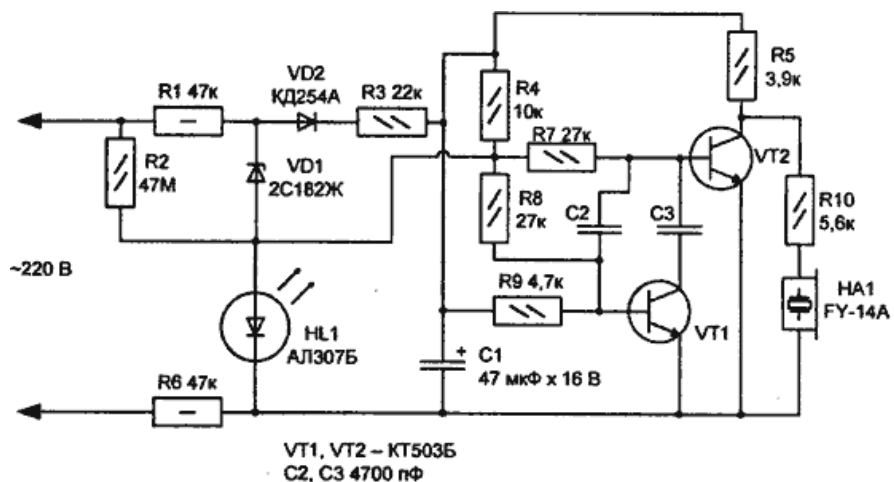 R1 47к
VD2
КД254А
R3 22к
R4
10к
R5
3,9к
R7 27к
VT2
R2
47М
VD1
2С182Ж
R8
27к
C2
C3
R10
5,6к
~220 В
HL1
АЛ307Б
R9 4,7к
VT1
HA1
FY-14A
R6 47к
+
C1
47 мкФ x 16 В
VT1, VT2 – КТ503Б
C2, C3 4700 пФ